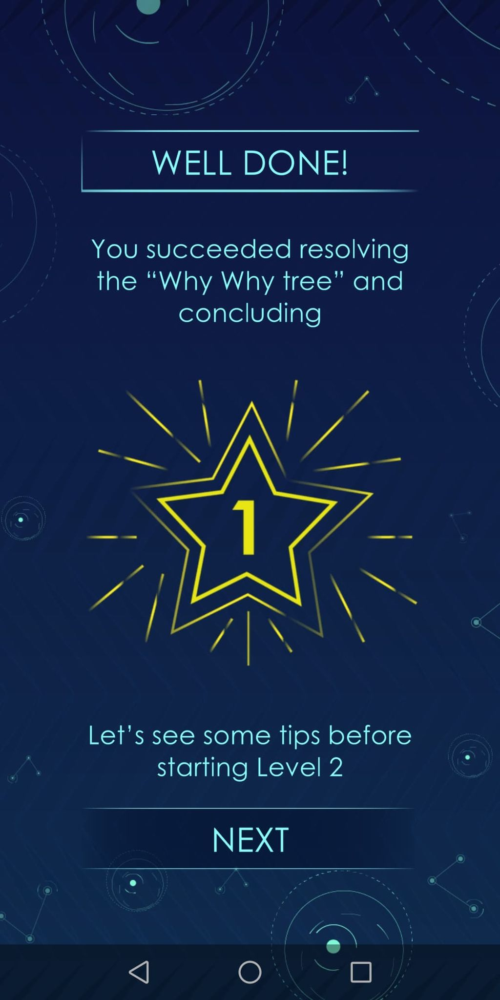 WELL DONE!
You succeeded resolving
the “Why Why tree” and
concluding
1
Let’s see some tips before
starting Level 2
NEXT